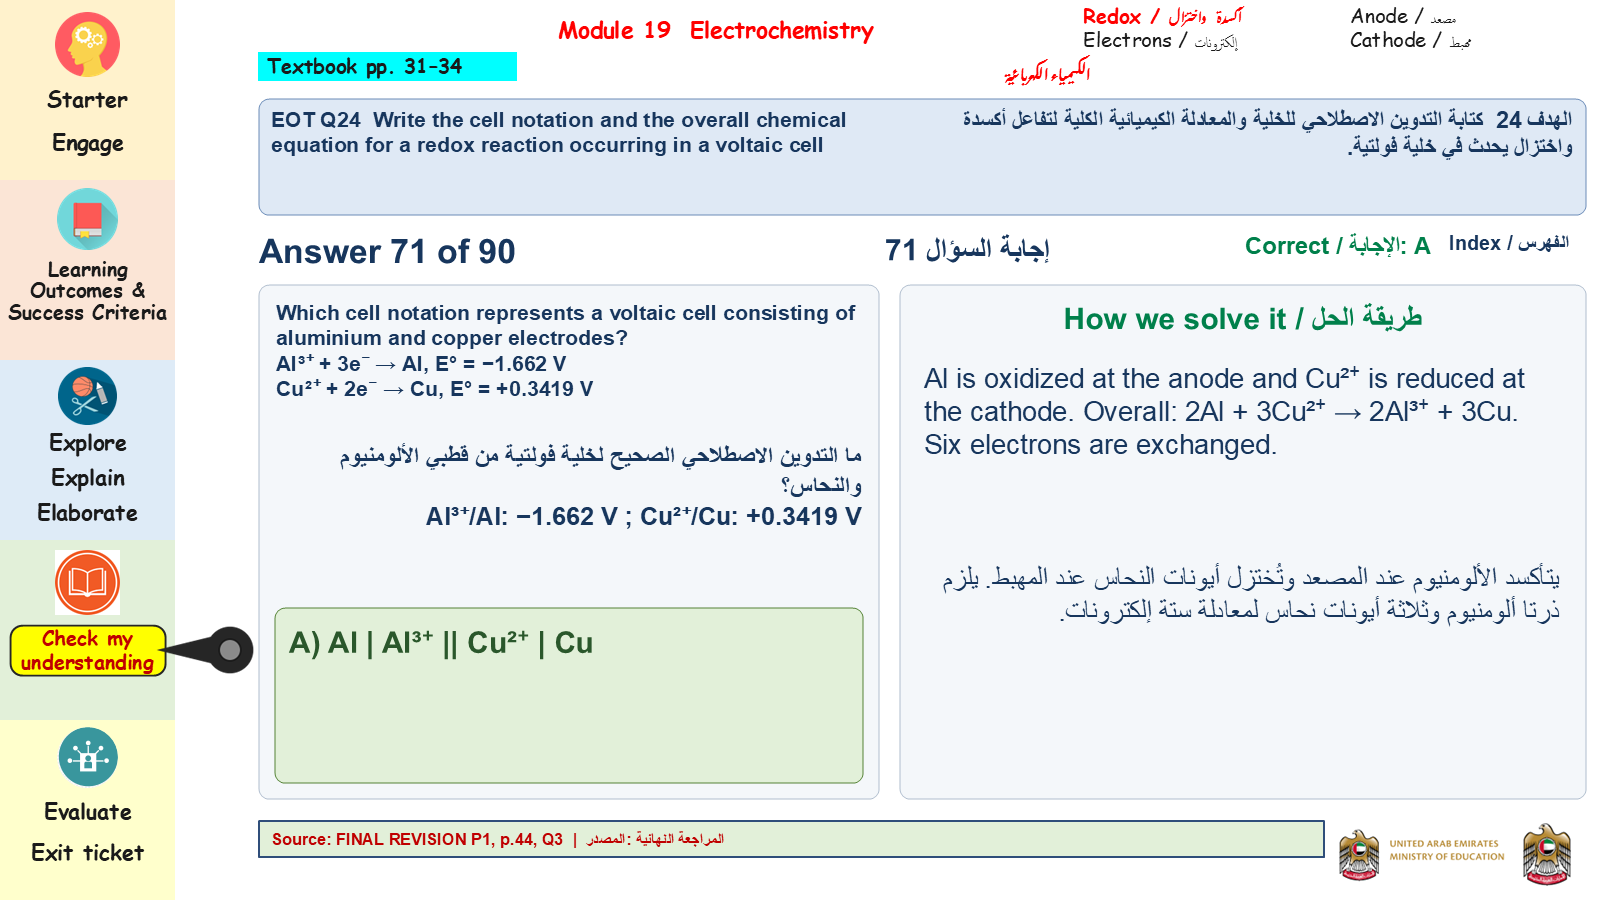 Starter
Engage
Learning
Outcomes &
Success Criteria
Explore
Explain
Elaborate
Check my
understanding
Evaluate
Exit ticket
Module 19 Electrochemistry
Redox / أكسدة واختزال
Electrons / إلكترونات
Anode / مصعد
Cathode / مهبط
Textbook pp. 31-34
الكيمياء الكهربائية
EOT Q24 Write the cell notation and the overall chemical
equation for a redox reaction occurring in a voltaic cell
الهدف 24 كتابة التدوين الاصطلاحي للخلية والمعادلة الكيميائية الكلية لتفاعل أكسدة
واختزال يحدث في خلية فولتية.
Answer 71 of 90
إجابة السؤال 71
Correct / الإجابة: A
Index / الفهرس
Which cell notation represents a voltaic cell consisting of
aluminium and copper electrodes?
Al³⁺ + 3e⁻ → Al, E° = −1.662 V
Cu²⁺ + 2e⁻ → Cu, E° = +0.3419 V
ما التدوين الاصطلاحي الصحيح لخلية فولتية من قطبي الألومنيوم
والنحاس؟
Al³⁺/Al: −1.662 V ; Cu²⁺/Cu: +0.3419 V
A) Al | Al³⁺ || Cu²⁺ | Cu
How we solve it / طريقة الحل
Al is oxidized at the anode and Cu²⁺ is reduced at
the cathode. Overall: 2Al + 3Cu²⁺ → 2Al³⁺ + 3Cu.
Six electrons are exchanged.
يتأكسد الألومنيوم عند المصعد وتُختزل أيونات النحاس عند المهبط. يلزم
ذرتا ألومنيوم وثلاثة أيونات نحاس لمعادلة ستة إلكترونات.
Source: FINAL REVISION P1, p.44, Q3 | المراجعة النهائية :المصدر
UNITED ARAB EMIRATES
MINISTRY OF EDUCATION